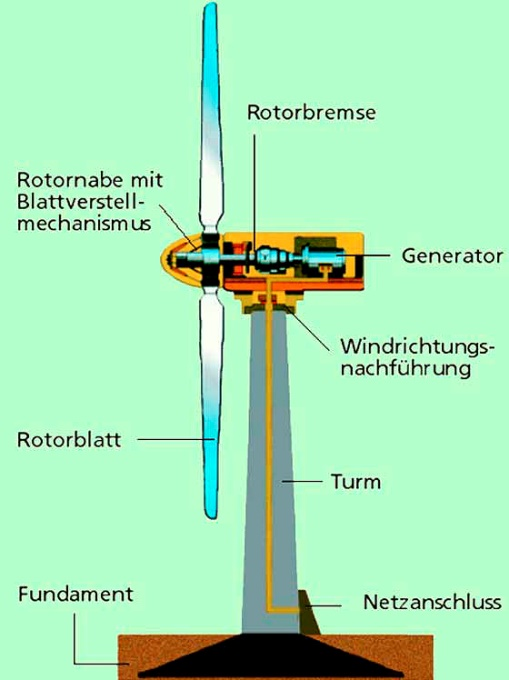 Rotorbremse
Rotornabe mit
Blattverstell-
mechanismus
Generator
Windrichtungs-
nachführung
Rotorblatt
Turm
Fundament
Netzanschluss